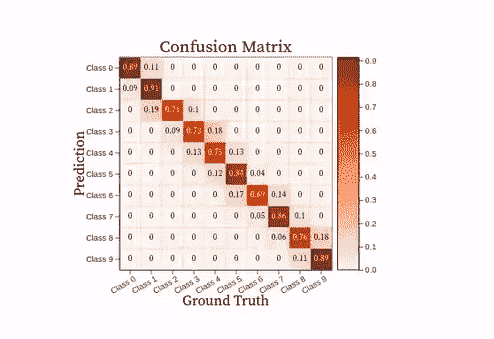 Confusion Matrix
Class 0 0.89 0.11 0 0 0 0 0 0 0 0
Class 1 0.09 0.91 0 0 0 0 0 0 0 0
Class 2 0 0.19 0.71 0.1 0 0 0 0 0 0
Class 3 0 0 0.09 0.73 0.18 0 0 0 0 0
Class 4 0 0 0 0.13 0.75 0.13 0 0 0 0
Class 5 0 0 0 0 0.12 0.84 0.04 0 0 0
Class 6 0 0 0 0 0 0.17 0.69 0.14 0 0
Class 7 0 0 0 0 0 0 0.05 0.86 0.1 0
Class 8 0 0 0 0 0 0 0 0.06 0.76 0.18
Class 9 0 0 0 0 0 0 0 0 0.11 0.89
Class 0 Class 1 Class 2 Class 3 Class 4 Class 5 Class 6 Class 7 Class 8 Class 9
Ground Truth
Prediction
0.9
0.8
0.7
0.6
0.5
0.4
0.3
0.2
0.1
0.0